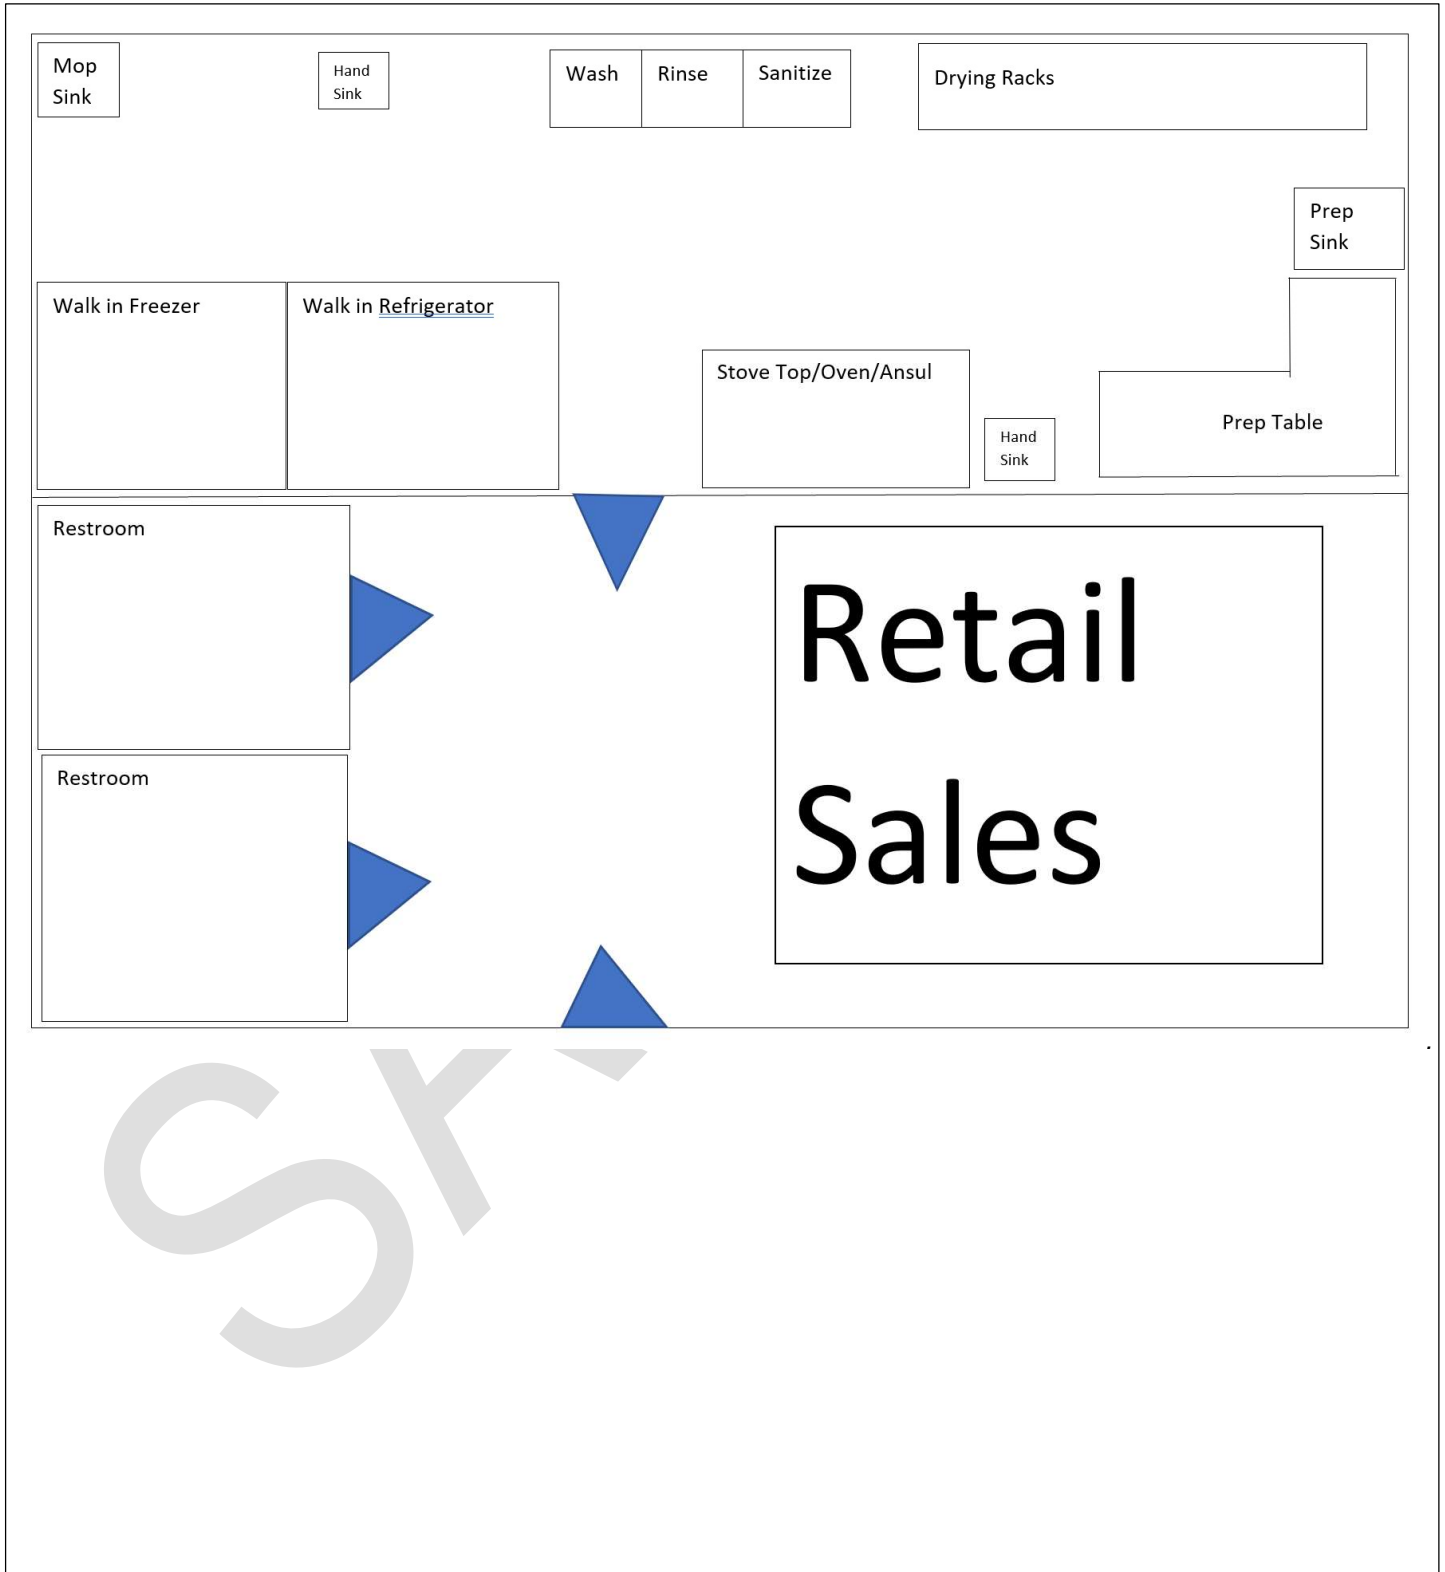 Mop
Sink
Hand
Sink
Wash
Rinse
Sanitize
Drying Racks
Prep
Sink
Walk in Freezer
Walk in Refrigerator
Stove Top/Oven/Ansul
Hand
Sink
Prep Table
Restroom
Retail
Sales
Restroom
.
SA